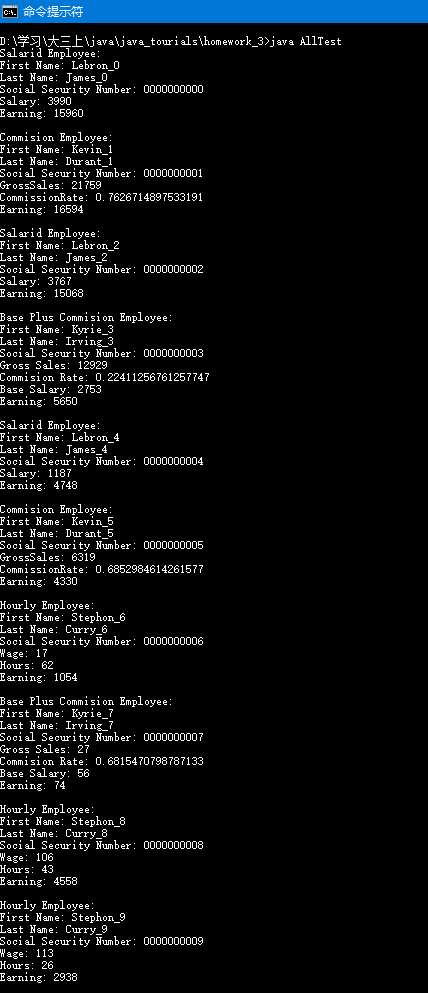 命令提示符
D:\学习\大三上\java\java_tourials\homework_3>java AllTest
Salarid Employee:
First Name: Lebron_0
Last Name: James_0
Social Security Number: 0000000000
Salary: 3990
Earning: 15960
Commision Employee:
First Name: Kevin_1
Last Name: Durant_1
Social Security Number: 0000000001
GrossSales: 21759
CommissionRate: 0.7626714897533191
Earning: 16594
Salarid Employee:
First Name: Lebron_2
Last Name: James_2
Social Security Number: 0000000002
Salary: 3767
Earning: 15068
Base Plus Commision Employee:
First Name: Kyrie_3
Last Name: Irving_3
Social Security Number: 0000000003
Gross Sales: 12929
Commision Rate: 0.22411256761257747
Base Salary: 2753
Earning: 5650
Salarid Employee:
First Name: Lebron_4
Last Name: James_4
Social Security Number: 0000000004
Salary: 1187
Earning: 4748
Commision Employee:
First Name: Kevin_5
Last Name: Durant_5
Social Security Number: 0000000005
GrossSales: 6319
CommissionRate: 0.6852984614261577
Earning: 4330
Hourly Employee:
First Name: Stephon_6
Last Name: Curry_6
Social Security Number: 0000000006
Wage: 17
Hours: 62
Earning: 1054
Base Plus Commision Employee:
First Name: Kyrie_7
Last Name: Irving_7
Social Security Number: 0000000007
Gross Sales: 27
Commision Rate: 0.6815470798787133
Base Salary: 56
Earning: 74
Hourly Employee:
First Name: Stephon_8
Last Name: Curry_8
Social Security Number: 0000000008
Wage: 106
Hours: 43
Earning: 4558
Hourly Employee:
First Name: Stephon_9
Last Name: Curry_9
Social Security Number: 0000000009
Wage: 113
Hours: 26
Earning: 2938